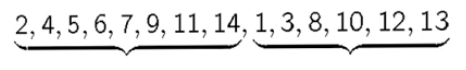 2, 4, 5, 6, 7, 9, 11, 14, 1, 3, 8, 10, 12, 13